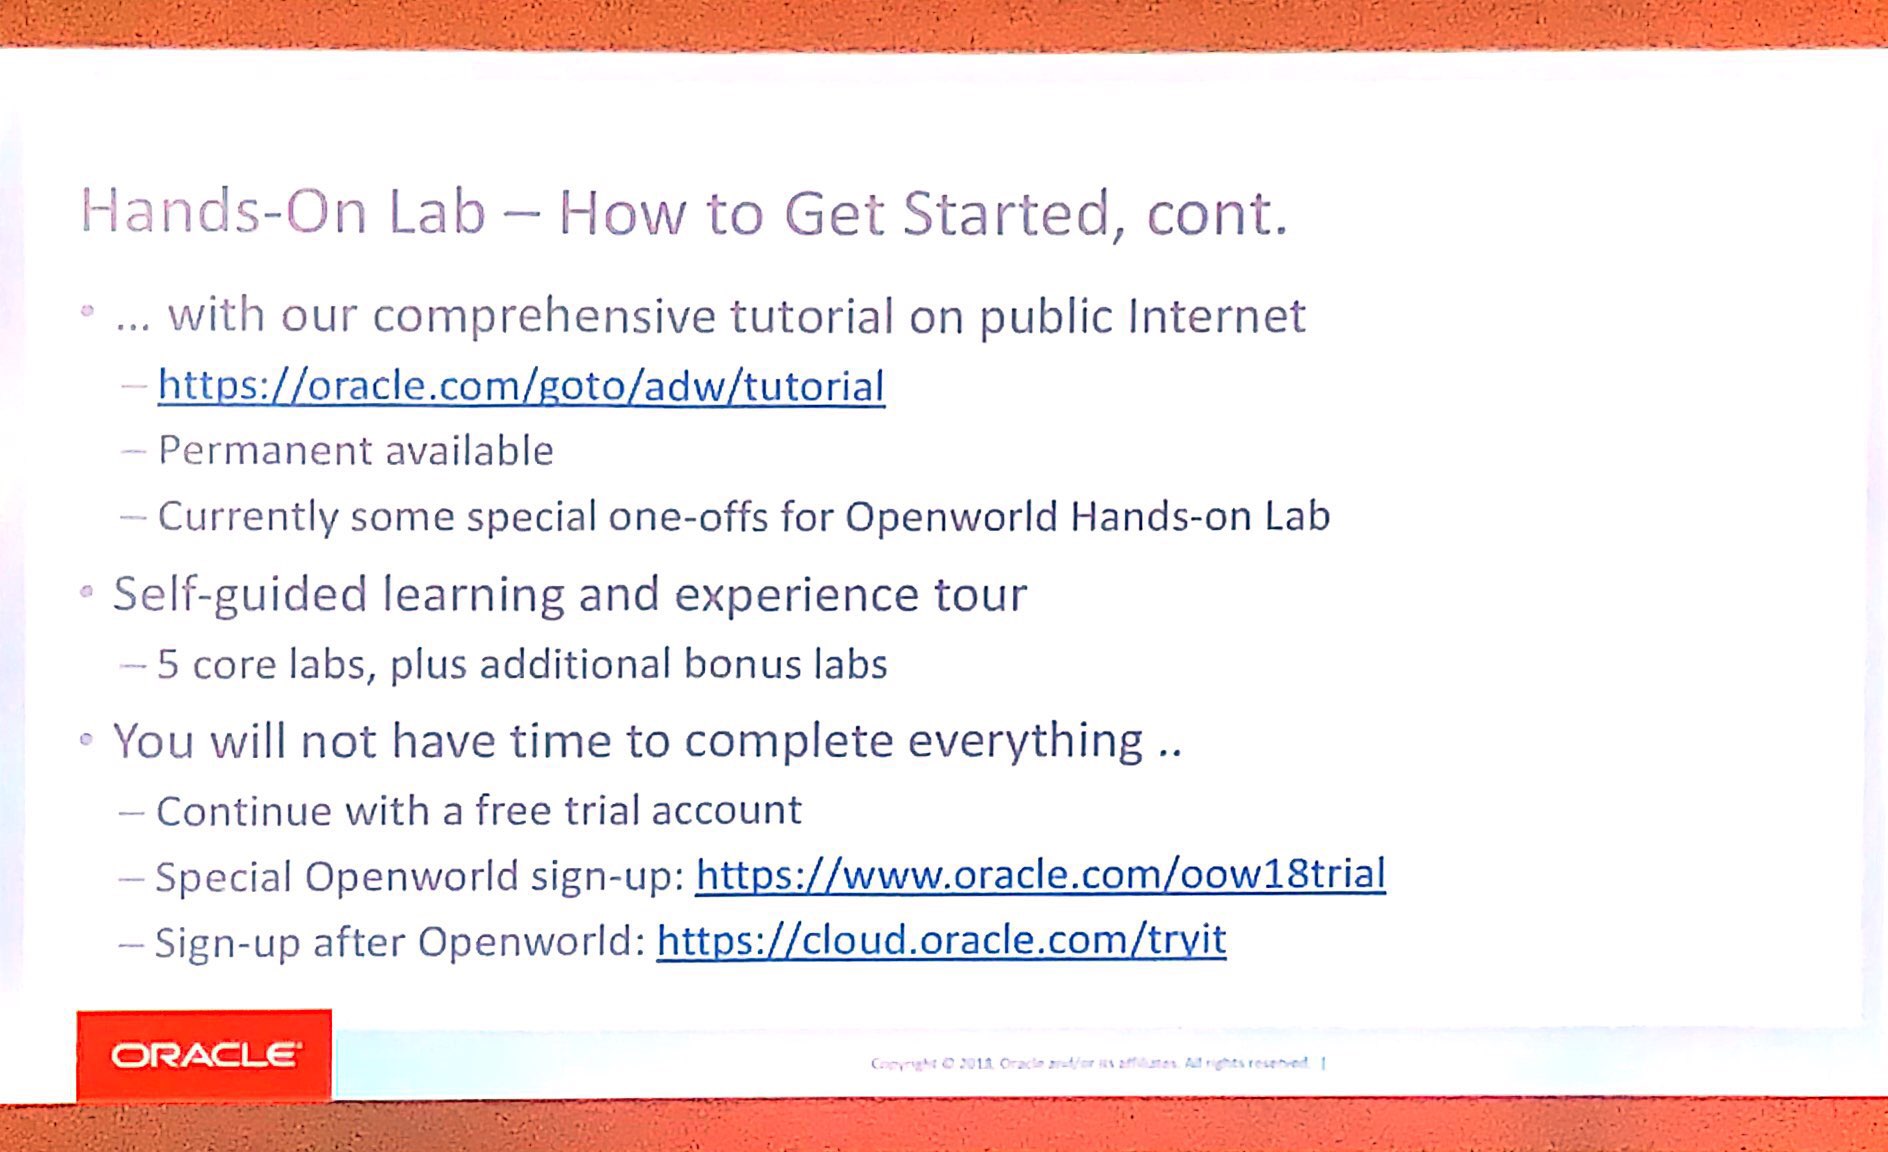 Hands-On Lab – How to Get Started, cont.
• ... with our comprehensive tutorial on public Internet
– https://oracle.com/goto/adw/tutorial
– Permanent available
– Currently some special one-offs for Openworld Hands-on Lab
• Self-guided learning and experience tour
– 5 core labs, plus additional bonus labs
• You will not have time to complete everything ..
– Continue with a free trial account
– Special Openworld sign-up: https://www.oracle.com/oow18trial
– Sign-up after Openworld: https://cloud.oracle.com/tryit
ORACLE®
Copyright © 2018, Oracle and/or its affiliates. All rights reserved. |